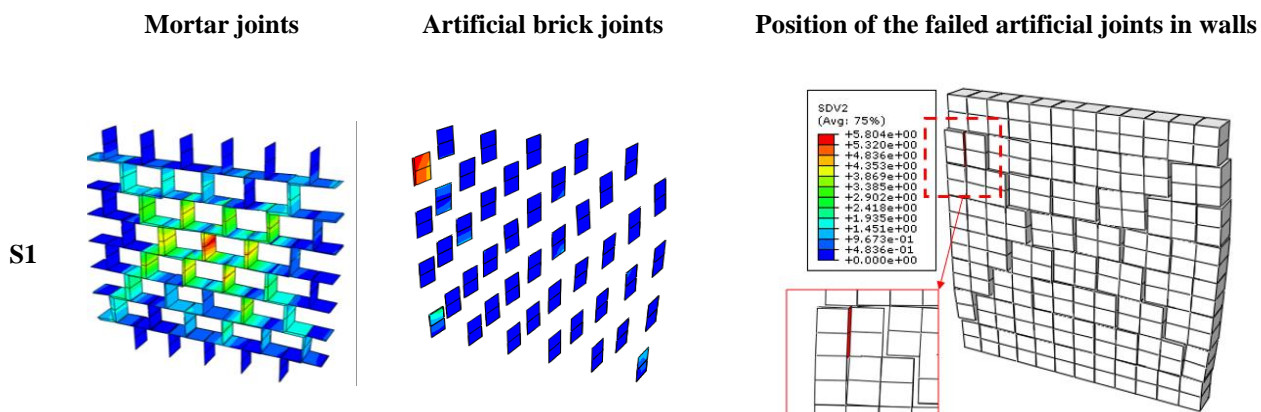 Mortar joints
Artificial brick joints
Position of the failed artificial joints in walls
S1
SDV2
(Avg: 75%)
+5.804e+00
+5.320e+00
+4.836e+00
+4.353e+00
+3.869e+00
+3.385e+00
+2.902e+00
+2.418e+00
+1.935e+00
+1.451e+00
+9.673e-01
+4.836e-01
+0.000e+00